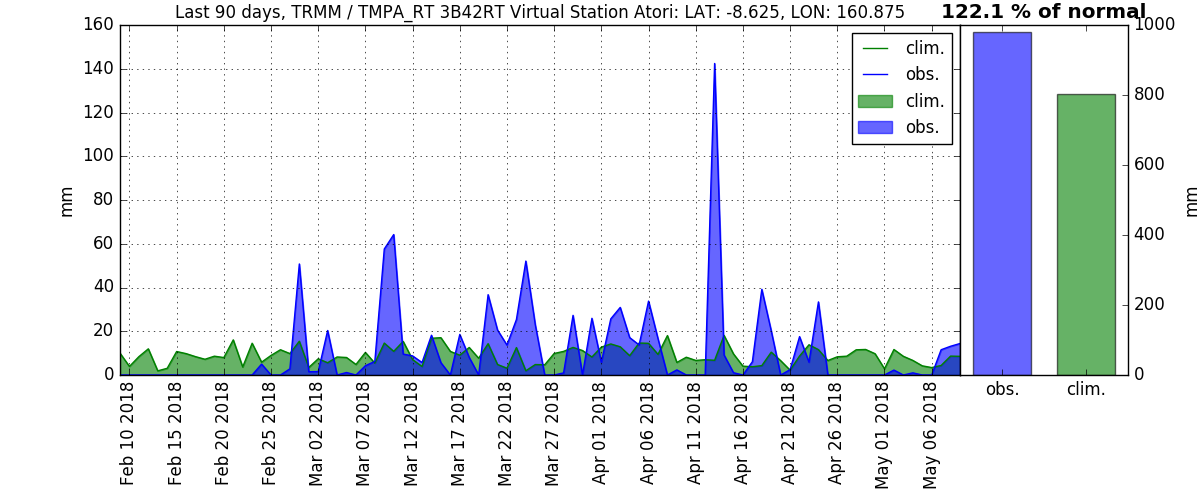 Last 90 days, TRMM / TMPA_RT 3B42RT Virtual Station Atori: LAT: -8.625, LON: 160.875
122.1 % of normal
160
140
120
100
80
60
40
20
0
mm
clim.
obs.
clim.
obs.
1000
800
600
400
200
0
mm
Feb 10 2018
Feb 15 2018
Feb 20 2018
Feb 25 2018
Mar 02 2018
Mar 07 2018
Mar 12 2018
Mar 17 2018
Mar 22 2018
Mar 27 2018
Apr 01 2018
Apr 06 2018
Apr 11 2018
Apr 16 2018
Apr 21 2018
Apr 26 2018
May 01 2018
May 06 2018
obs.
clim.